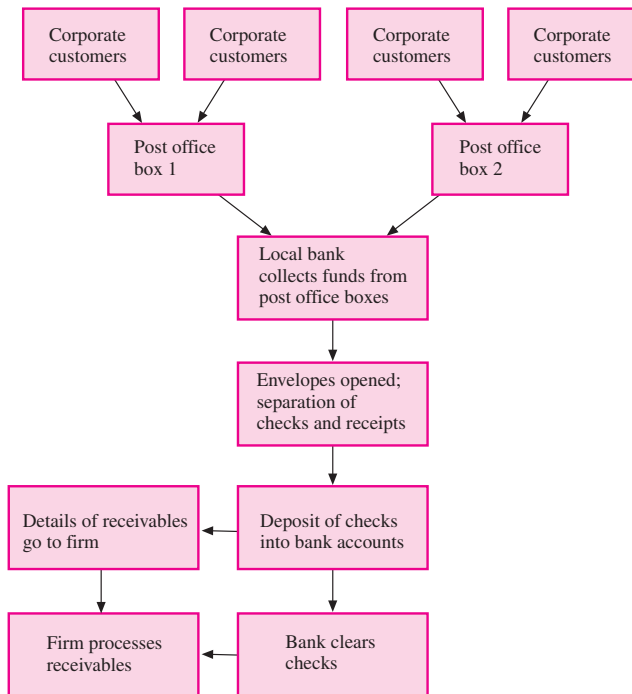 Corporate
customers
Corporate
customers
Corporate
customers
Corporate
customers
Post office
box 1
Post office
box 2
Local bank
collects funds from
post office boxes
Envelopes opened;
separation of
checks and receipts
Details of receivables
go to firm
Deposit of checks
into bank accounts
Firm processes
receivables
Bank clears
checks